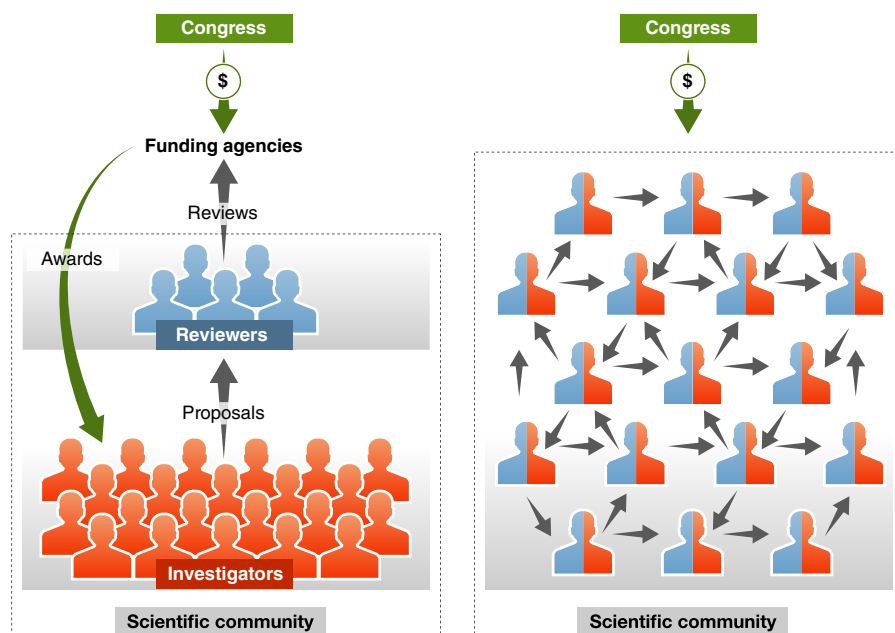 Congress
$
Funding agencies
Reviews
Awards
Reviewers
Proposals
Investigators
Scientific community
Congress
$
Scientific community